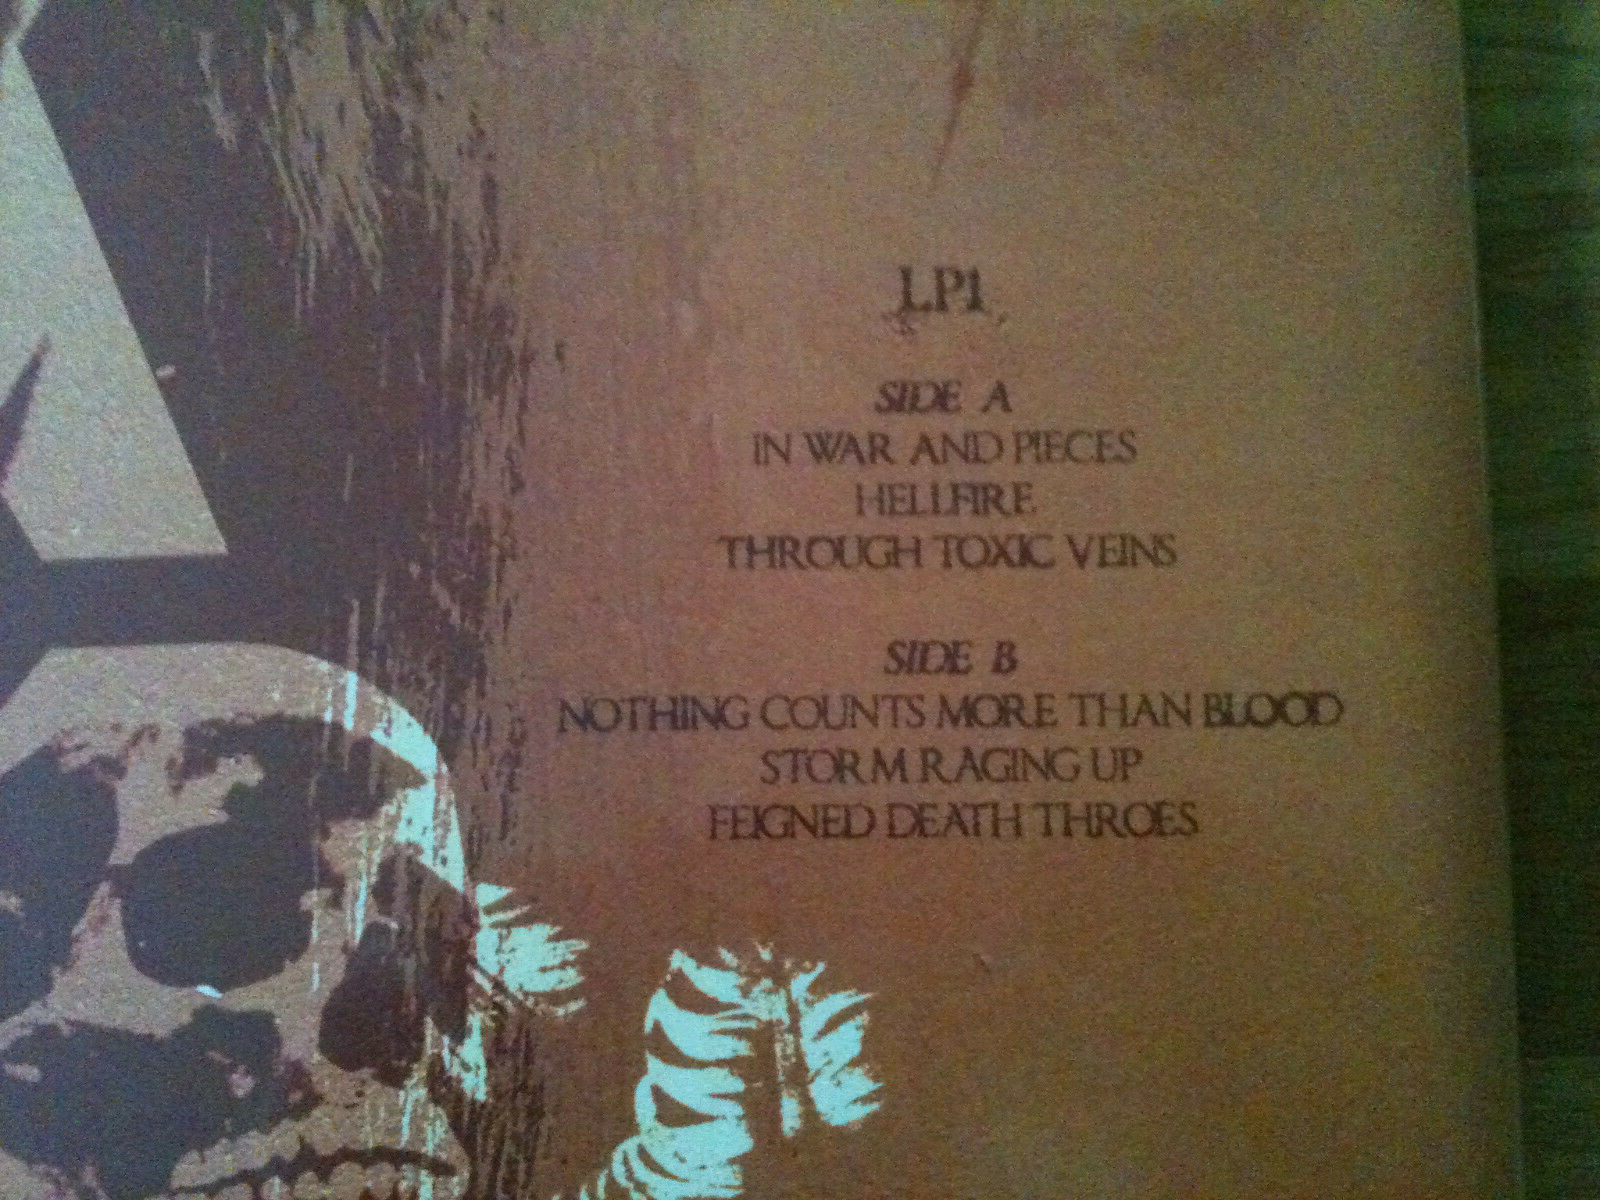 LP1
SIDE A
IN WAR AND PIECES
HELLFIRE
THROUGH TOXIC VEINS
SIDE B
NOTHING COUNTS MORE THAN BLOOD
STORM RAGING UP
FEIGNED DEATH THROES